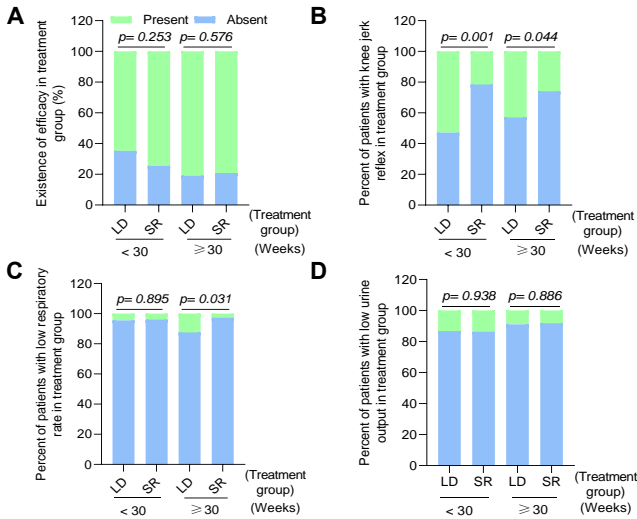 A
Present Absent
p= 0.253 p= 0.576
Existence of efficacy in treatment
group (%)
120
100
80
60
40
20
0
LD SR LD SR
(Treatment
group)
< 30 ⩾ 30 (Weeks)
B
p= 0.001 p= 0.044
Percent of patients with knee jerk
reflex in treatment group
120
100
80
60
40
20
0
LD SR LD SR
(Treatment
group)
< 30 ⩾ 30 (Weeks)
C
p= 0.895 p= 0.031
Percent of patients with low respiratory
rate in treatment group
120
100
80
60
40
20
0
LD SR LD SR
(Treatment
group)
< 30 ⩾ 30 (Weeks)
D
p= 0.938 p= 0.886
Percent of patients with low urine
output in treatment group
120
100
80
60
40
20
0
LD SR LD SR
(Treatment
group)
< 30 ⩾ 30 (Weeks)